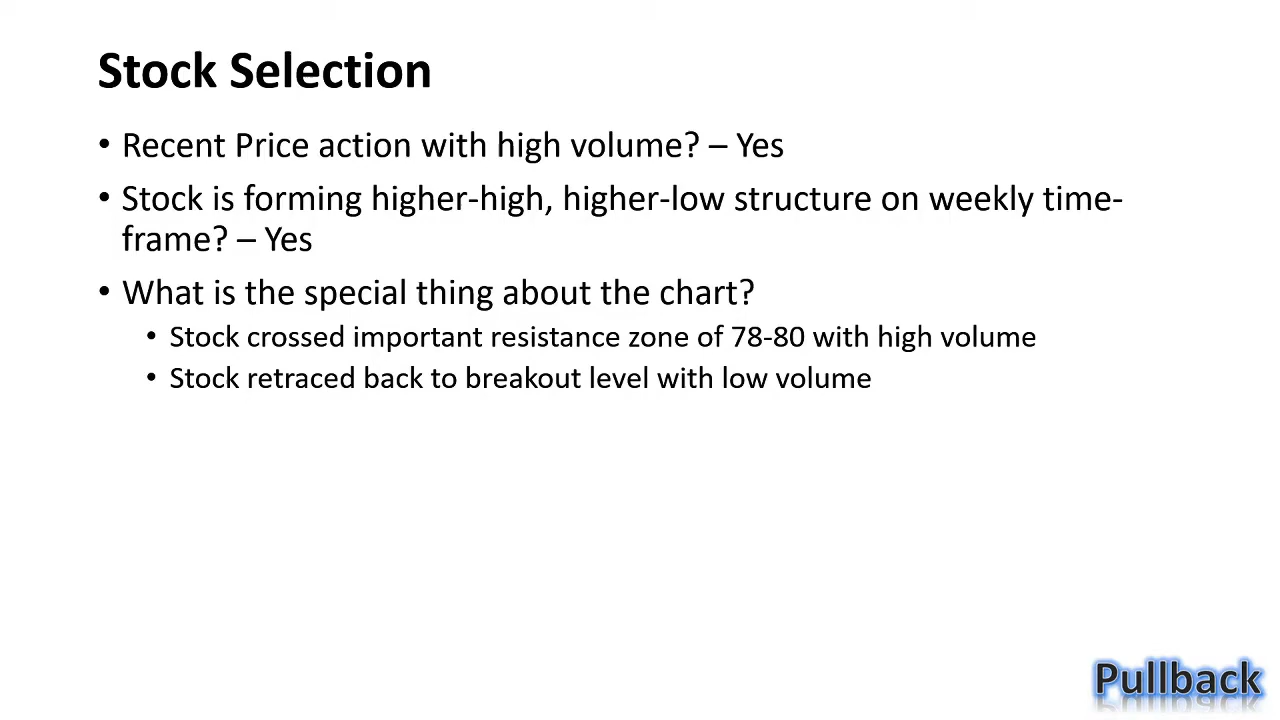 Stock Selection
• Recent Price action with high volume? – Yes
• Stock is forming higher-high, higher-low structure on weekly time-
frame? – Yes
• What is the special thing about the chart?
• Stock crossed important resistance zone of 78-80 with high volume
• Stock retraced back to breakout level with low volume
Pullback